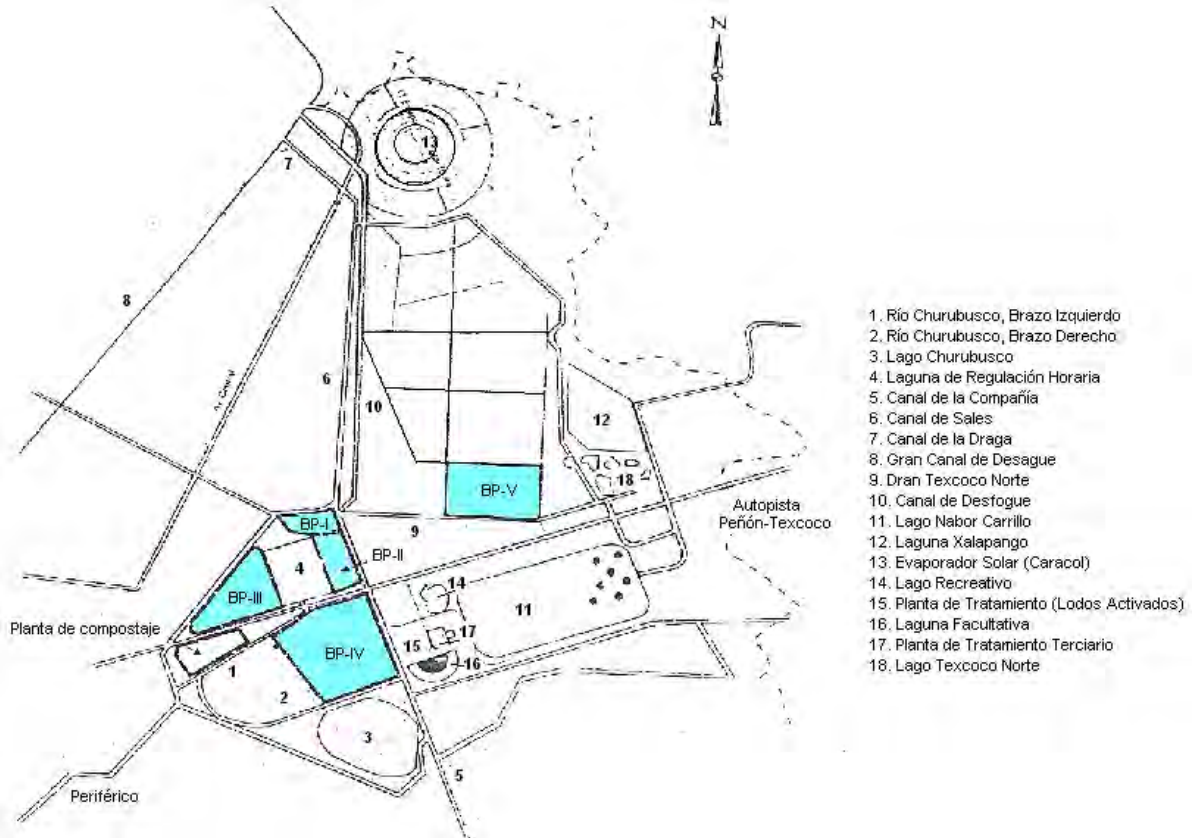 N
13
7
8
6
10
12
18
BP-V
Autopista
Peñón-Texcoco
9
BP-I
BP-II
4
BP-III
14
11
Planta de compostaje
BP-IV
15
17
16
1
2
3
5
Periférico
1. Río Churubusco, Brazo Izquierdo
2. Río Churubusco, Brazo Derecho
3. Lago Churubusco
4. Laguna de Regulación Horaria
5. Canal de la Compañía
6. Canal de Sales
7. Canal de la Draga
8. Gran Canal de Desague
9. Dran Texcoco Norte
10. Canal de Desfogue
11. Lago Nabor Carrillo
12. Laguna Xalapango
13. Evaporador Solar (Caracol)
14. Lago Recreativo
15. Planta de Tratamiento (Lodos Activados)
16. Laguna Facultativa
17. Planta de Tratamiento Terciario
18. Lago Texcoco Norte